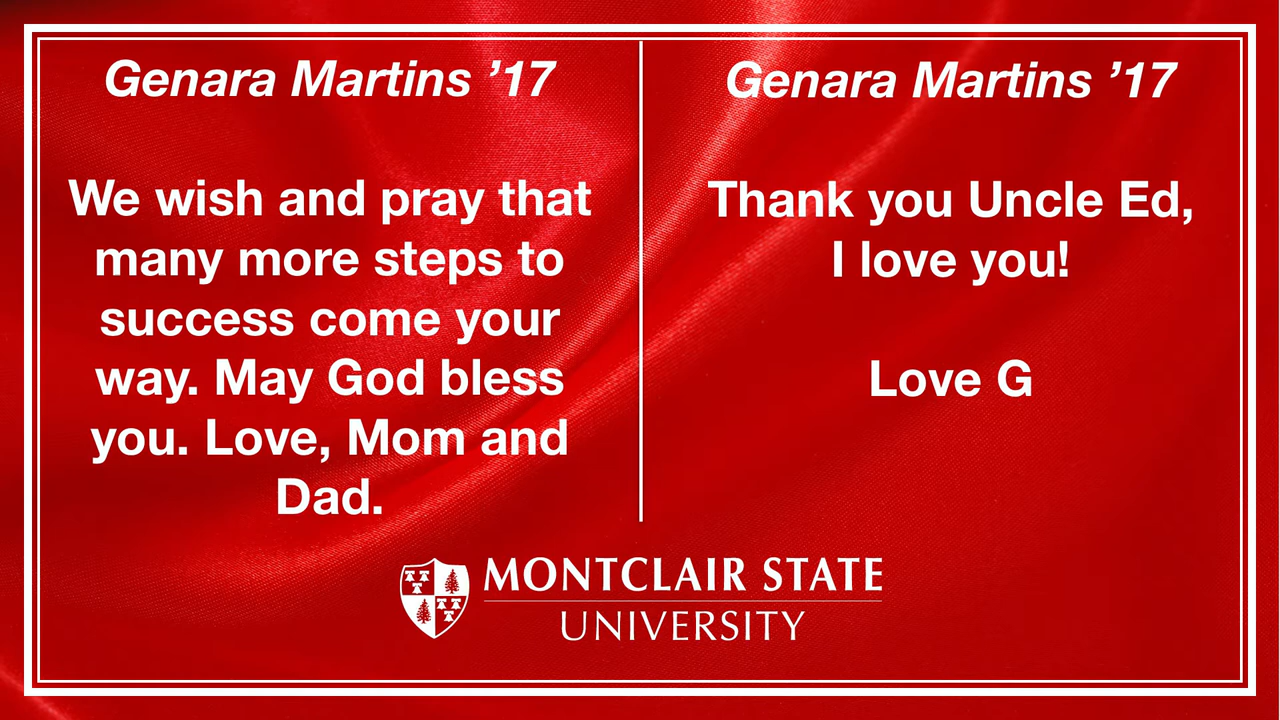 Genara Martins ’17
We wish and pray that
many more steps to
success come your
way. May God bless
you. Love, Mom and
Dad.
Genara Martins ’17
Thank you Uncle Ed,
I love you!
Love G
MONTCLAIR STATE
UNIVERSITY